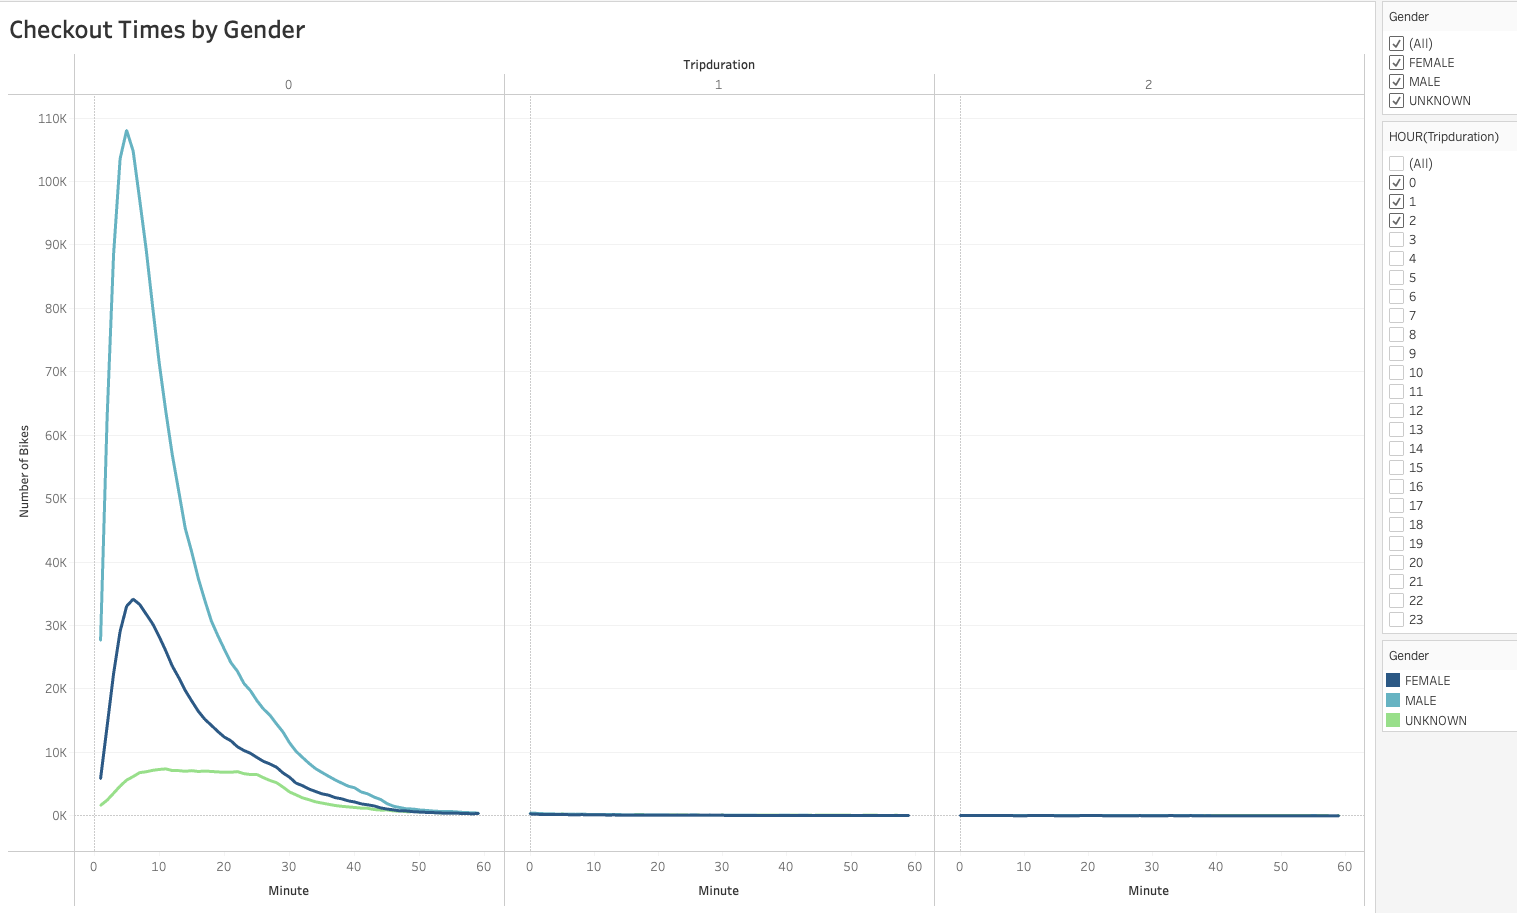 Checkout Times by Gender
Tripduration
0 1 2
110K
100K
90K
80K
70K
60K
50K
40K
30K
20K
10K
0K
Number of Bikes
0 10 20 30 40 50 60 0 10 20 30 40 50 60 0 10 20 30 40 50 60
Minute Minute Minute
Gender
(All)
FEMALE
MALE
UNKNOWN
HOUR(Tripduration)
(All)
0
1
2
3
4
5
6
7
8
9
10
11
12
13
14
15
16
17
18
19
20
21
22
23
Gender
FEMALE
MALE
UNKNOWN